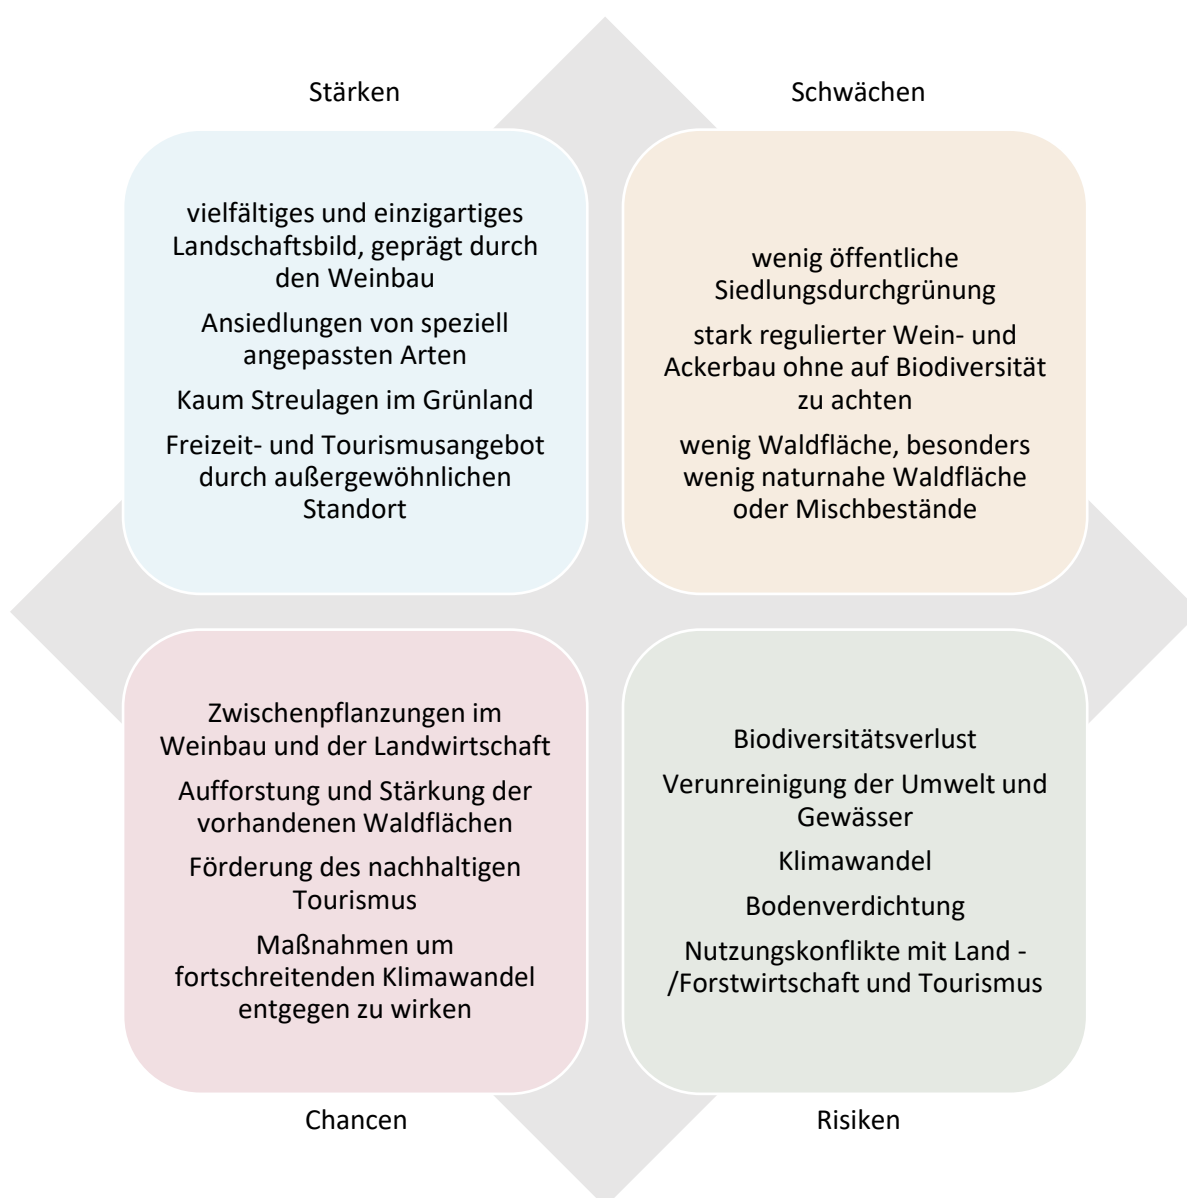 Stärken
vielfältiges und einzigartiges
Landschaftsbild, geprägt durch
den Weinbau
Ansiedlungen von speziell
angepassten Arten
Kaum Streulagen im Grünland
Freizeit- und Tourismusangebot
durch außergewöhnlichen
Standort
Schwächen
wenig öffentliche
Siedlungsdurchgrünung
stark regulierter Wein- und
Ackerbau ohne auf Biodiversität
zu achten
wenig Waldfläche, besonders
wenig naturnahe Waldfläche
oder Mischbestände
Zwischenpflanzungen im
Weinbau und der Landwirtschaft
Aufforstung und Stärkung der
vorhandenen Waldflächen
Förderung des nachhaltigen
Tourismus
Maßnahmen um
fortschreitenden Klimawandel
entgegen zu wirken
Chancen
Biodiversitätsverlust
Verunreinigung der Umwelt und
Gewässer
Klimawandel
Bodenverdichtung
Nutzungskonflikte mit Land -
/Forstwirtschaft und Tourismus
Risiken